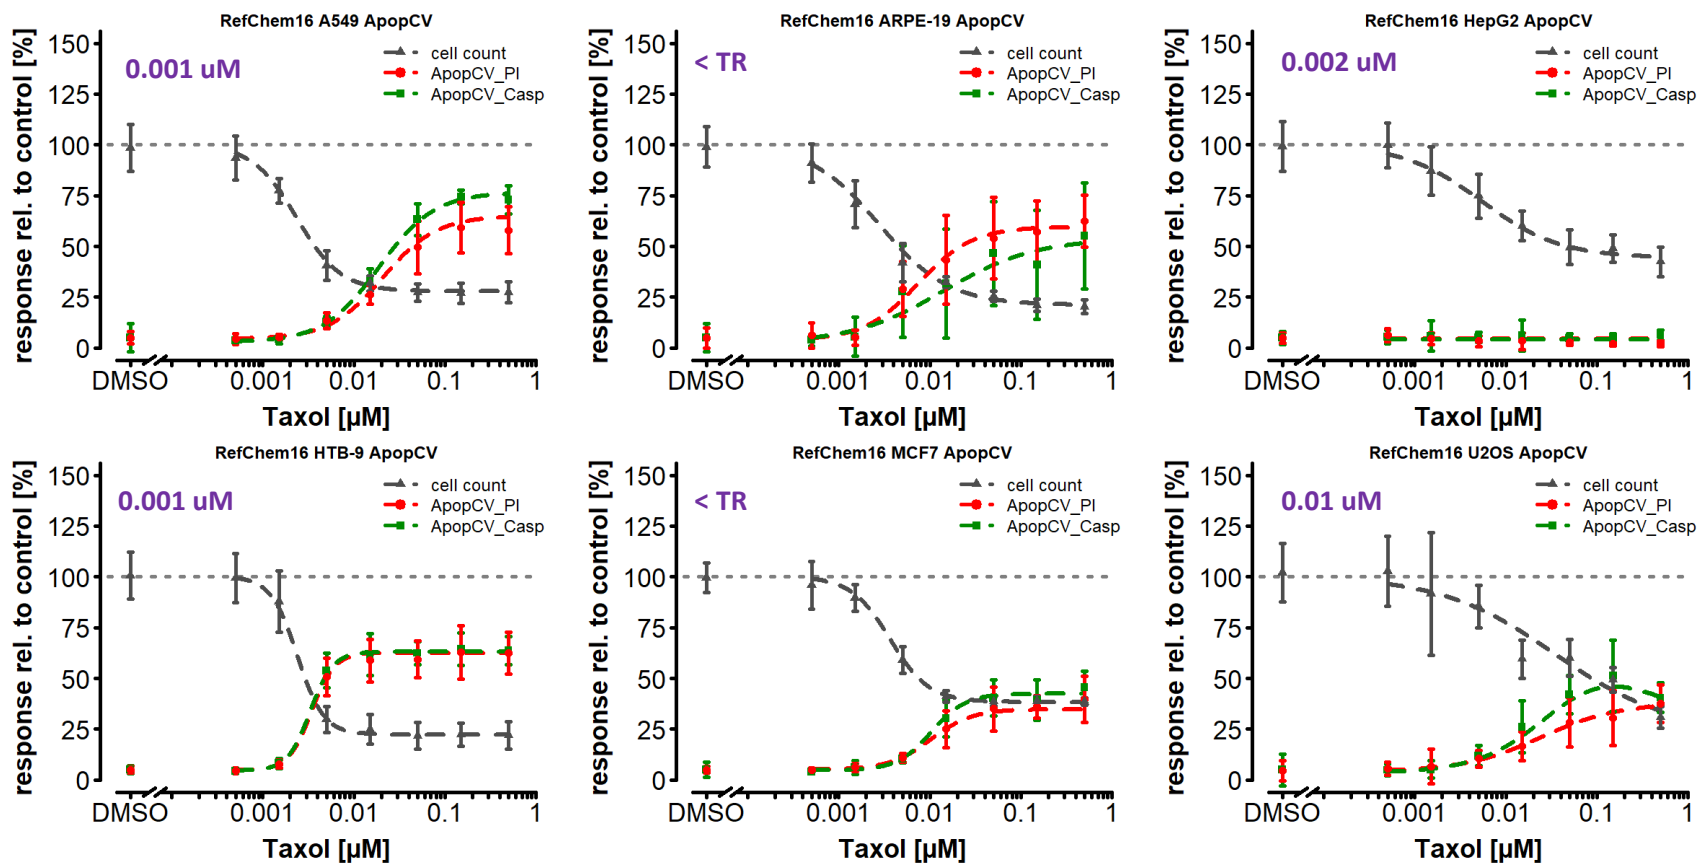 RefChem16 A549 ApopCV
response rel. to control [%]
150
125
100
75
50
25
0
0.001 uM
cell count
ApopCV_PI
ApopCV_Casp
DMSO
0.001
0.01
0.1
1
Taxol [µM]
RefChem16 ARPE-19 ApopCV
response rel. to control [%]
150
125
100
75
50
25
0
< TR
cell count
ApopCV_PI
ApopCV_Casp
DMSO
0.001
0.01
0.1
1
Taxol [µM]
RefChem16 HepG2 ApopCV
response rel. to control [%]
150
125
100
75
50
25
0
0.002 uM
cell count
ApopCV_PI
ApopCV_Casp
DMSO
0.001
0.01
0.1
1
Taxol [µM]
RefChem16 HTB-9 ApopCV
response rel. to control [%]
150
125
100
75
50
25
0
0.001 uM
cell count
ApopCV_PI
ApopCV_Casp
DMSO
0.001
0.01
0.1
1
Taxol [µM]
RefChem16 MCF7 ApopCV
response rel. to control [%]
150
125
100
75
50
25
0
< TR
cell count
ApopCV_PI
ApopCV_Casp
DMSO
0.001
0.01
0.1
1
Taxol [µM]
RefChem16 U2OS ApopCV
response rel. to control [%]
150
125
100
75
50
25
0
0.01 uM
cell count
ApopCV_PI
ApopCV_Casp
DMSO
0.001
0.01
0.1
1
Taxol [µM]